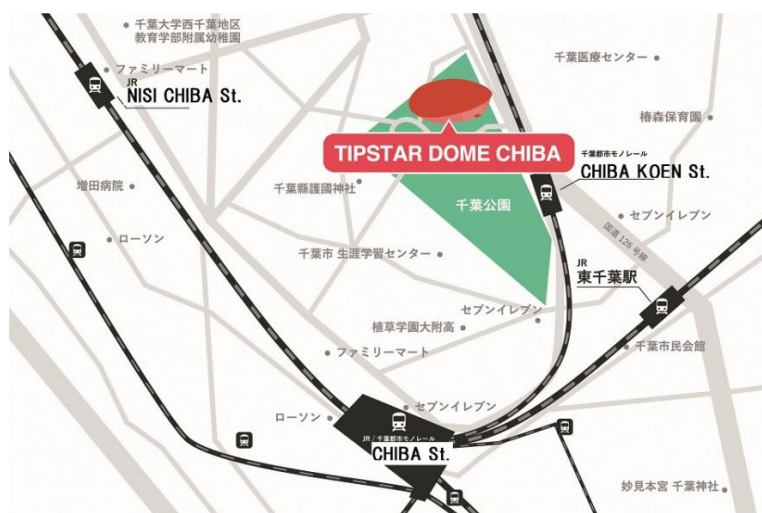 千葉大学西千葉地区
教育学部附属幼稚園
ファミリーマート
JR
NISI CHIBA St.
千葉医療センター
椿森保育園
TIPSTAR DOME CHIBA
千葉都市モノレール
CHIBA KOEN St.
増田病院
千葉縣護國神社
千葉公園
セブンイレブン
ローソン
千葉市 生涯学習センター
国道126号線
JR
東千葉駅
セブンイレブン
植草学園大附高
ファミリーマート
千葉市民会館
ローソン
セブンイレブン
JR / 千葉都市モノレール
CHIBA St.
妙見本宮 千葉神社